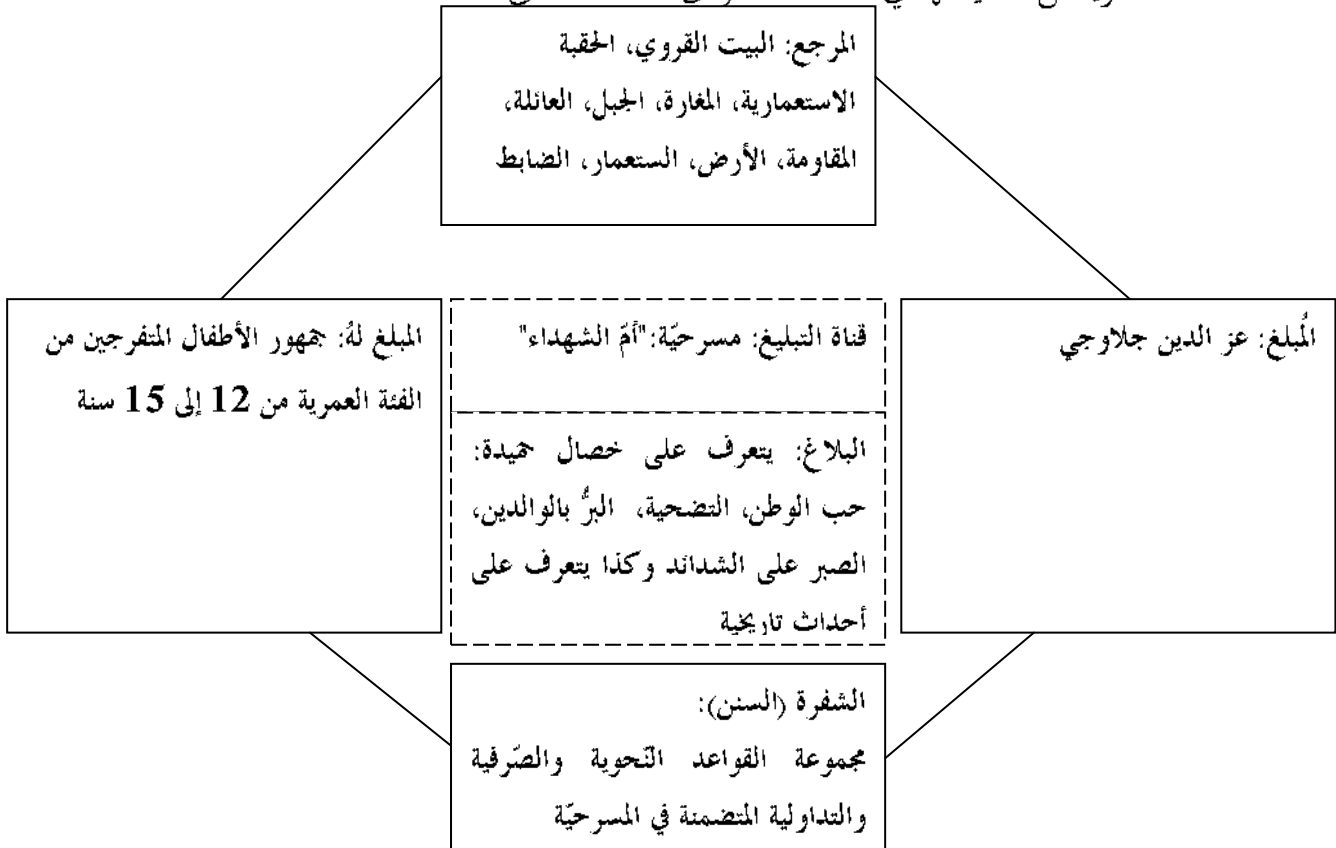 المرجع: البيت القروي، الحقبة
الاستعمارية، المغارة، الجبل، العائلة،
المقاومة، الأرض، الستعمار، الضابط
المُبلغ: عز الدين جلاوجي
قناة التبليغ: مسرحيّة:"أمّ الشهداء"
البلاغ: يتعرف على خصال حميدة:
حب الوطن، التضحية، البرُّ بالوالدين،
الصبر على الشدائد وكذا يتعرف على
أحداث تاريخية
المبلغ لهُ: جمهور الأطفال المتفرجين من
الفئة العمرية من 12 إلى 15 سنة
الشفرة (السنن):
مجموعة القواعد النّحوية والصّرفية
والتداولية المتضمنة في المسرحيّة